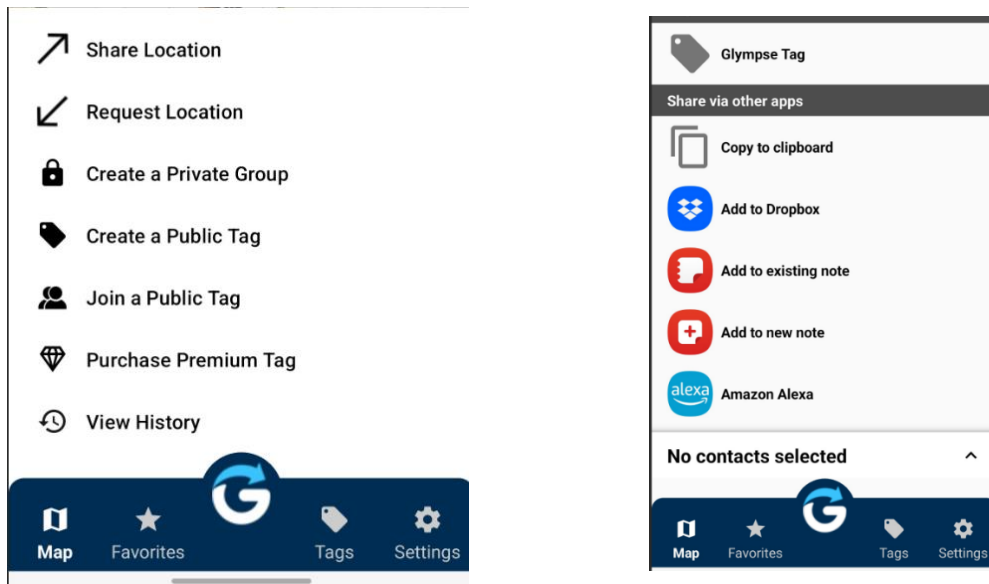 Share Location
Request Location
Create a Private Group
Create a Public Tag
Join a Public Tag
Purchase Premium Tag
View History
G
Map
Favorites
Tags
Settings
Glympse Tag
Share via other apps
Copy to clipboard
Add to Dropbox
Add to existing note
Add to new note
alexa
Amazon Alexa
No contacts selected
G
Map
Favorites
Tags
Settings